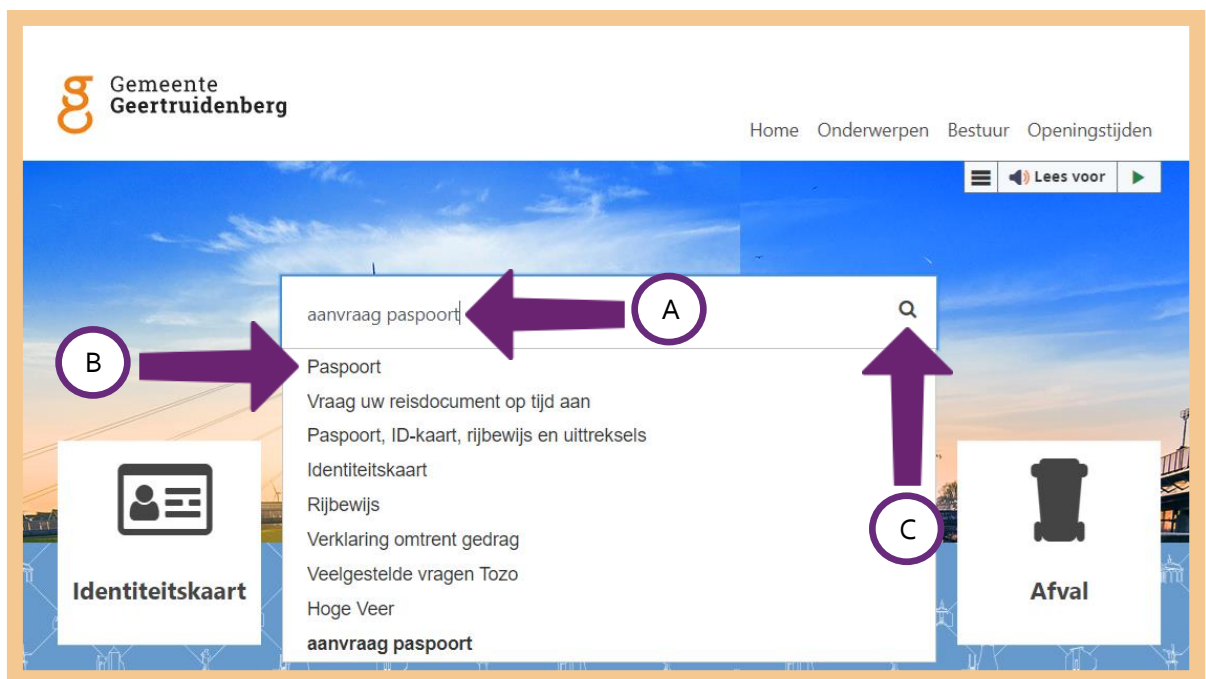 Gemeente
Geertruidenberg
Home Onderwerpen Bestuur Openingstijden
Lees voor
aanvraag paspoort
A
B
Paspoort
Vraag uw reisdocument op tijd aan
Paspoort, ID-kaart, rijbewijs en uittreksels
Identiteitskaart
Rijbewijs
Verklaring omtrent gedrag
C
Veelgestelde vragen Tozo
Identiteitskaart
Afval
Hoge Veer
aanvraag paspoort